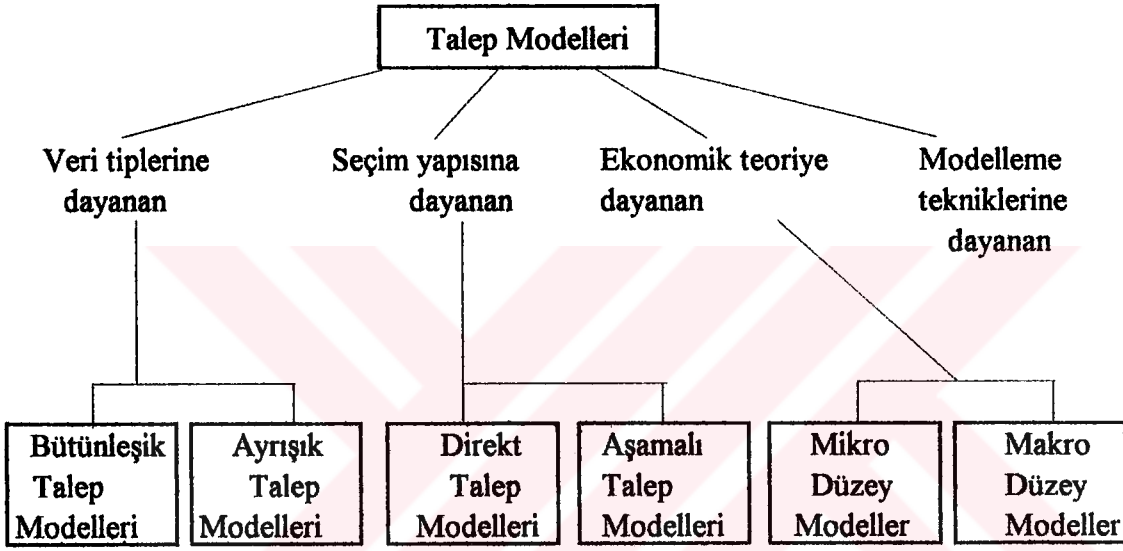 Talep Modelleri
Veri tiplerine
dayanan
Seçim yapısına
dayanan
Ekonomik teoriye
dayanan
Modelleme
tekniklerine
dayanan
Bütünleşik
Talep
Modelleri
Ayrışık
Talep
Modelleri
Direkt
Talep
Modelleri
Aşamalı
Talep
Modelleri
Mikro
Düzey
Modeller
Makro
Düzey
Modeller